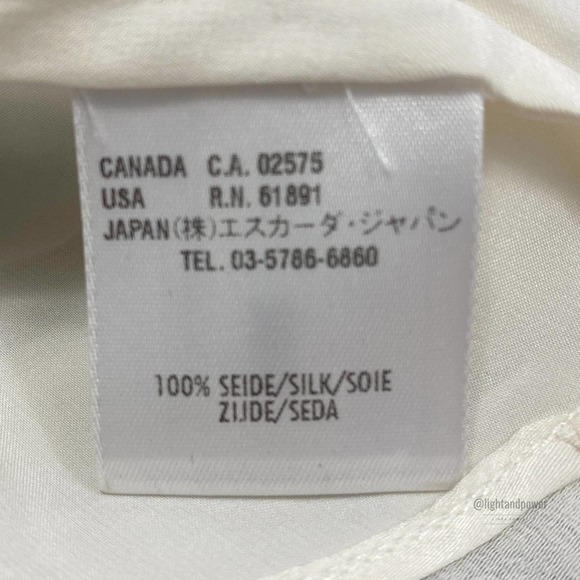 CANADA C.A. 02575
USA R.N. 61891
JAPAN(株)エスカーダ・ジャパン
TEL. 03-5786-6860
100% SEIDE/SILK/SOIE
ZIJDE/SEDA
@lightandpower